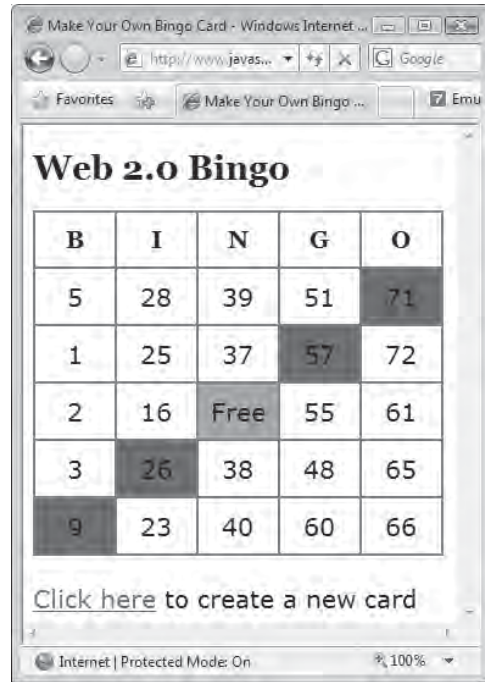 Make Your Own Bingo Card - Windows Internet ...
http://www.javas... Google
Favorites Make Your Own Bingo ... Emu
Web 2.0 Bingo
B I N G O
5 28 39 51 71
1 25 37 57 72
2 16 Free 55 61
3 26 38 48 65
9 23 40 60 66
Click here to create a new card
Internet | Protected Mode: On 100%